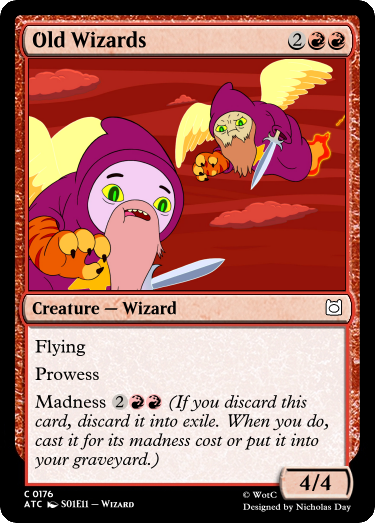 Old Wizards 2
Creature — Wizard
Flying
Prowess
Madness 2 (If you discard this
card, discard it into exile. When you do,
cast it for its madness cost or put it into
your graveyard.)
4/4
C 0176
ATC S01E11 — Wizard
© WotC
Designed by Nicholas Day